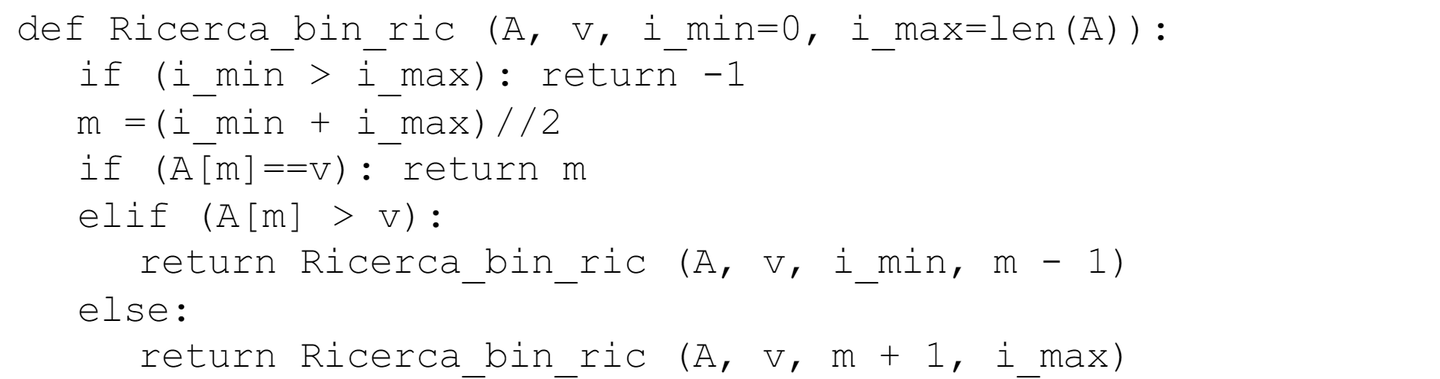 def Ricerca_bin_ric (A, v, i_min=0, i_max=len(A)):
if (i_min > i_max): return -1
m =(i_min + i_max)//2
if (A[m]==v): return m
elif (A[m] > v):
return Ricerca_bin_ric (A, v, i_min, m - 1)
else:
return Ricerca_bin_ric (A, v, m + 1, i_max)